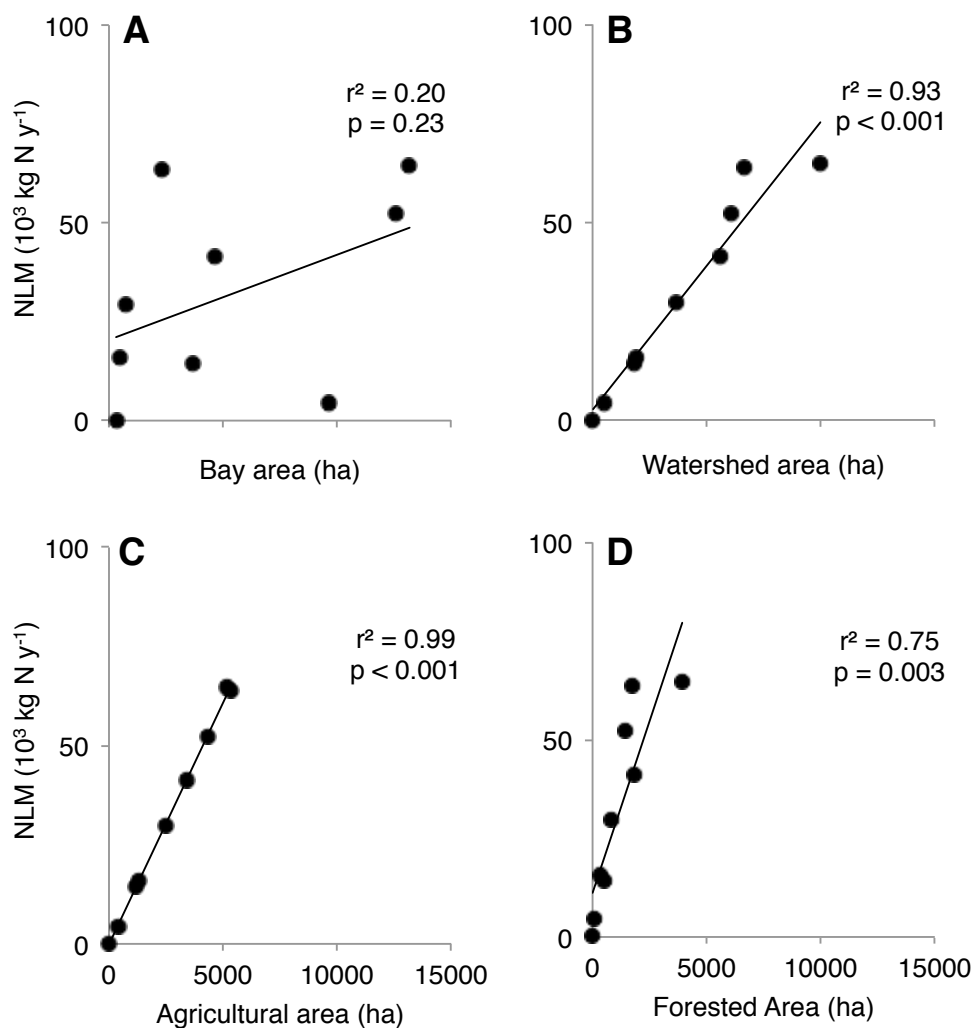 A
100
50
0
NLM (10³ kg N y⁻¹)
r² = 0.20
p = 0.23
Bay area (ha)
B
100
50
0
r² = 0.93
p < 0.001
Watershed area (ha)
C
100
50
0
NLM (10³ kg N y⁻¹)
r² = 0.99
p < 0.001
0 5000 10000 15000
Agricultural area (ha)
D
100
50
0
r² = 0.75
p = 0.003
0 5000 10000 15000
Forested Area (ha)